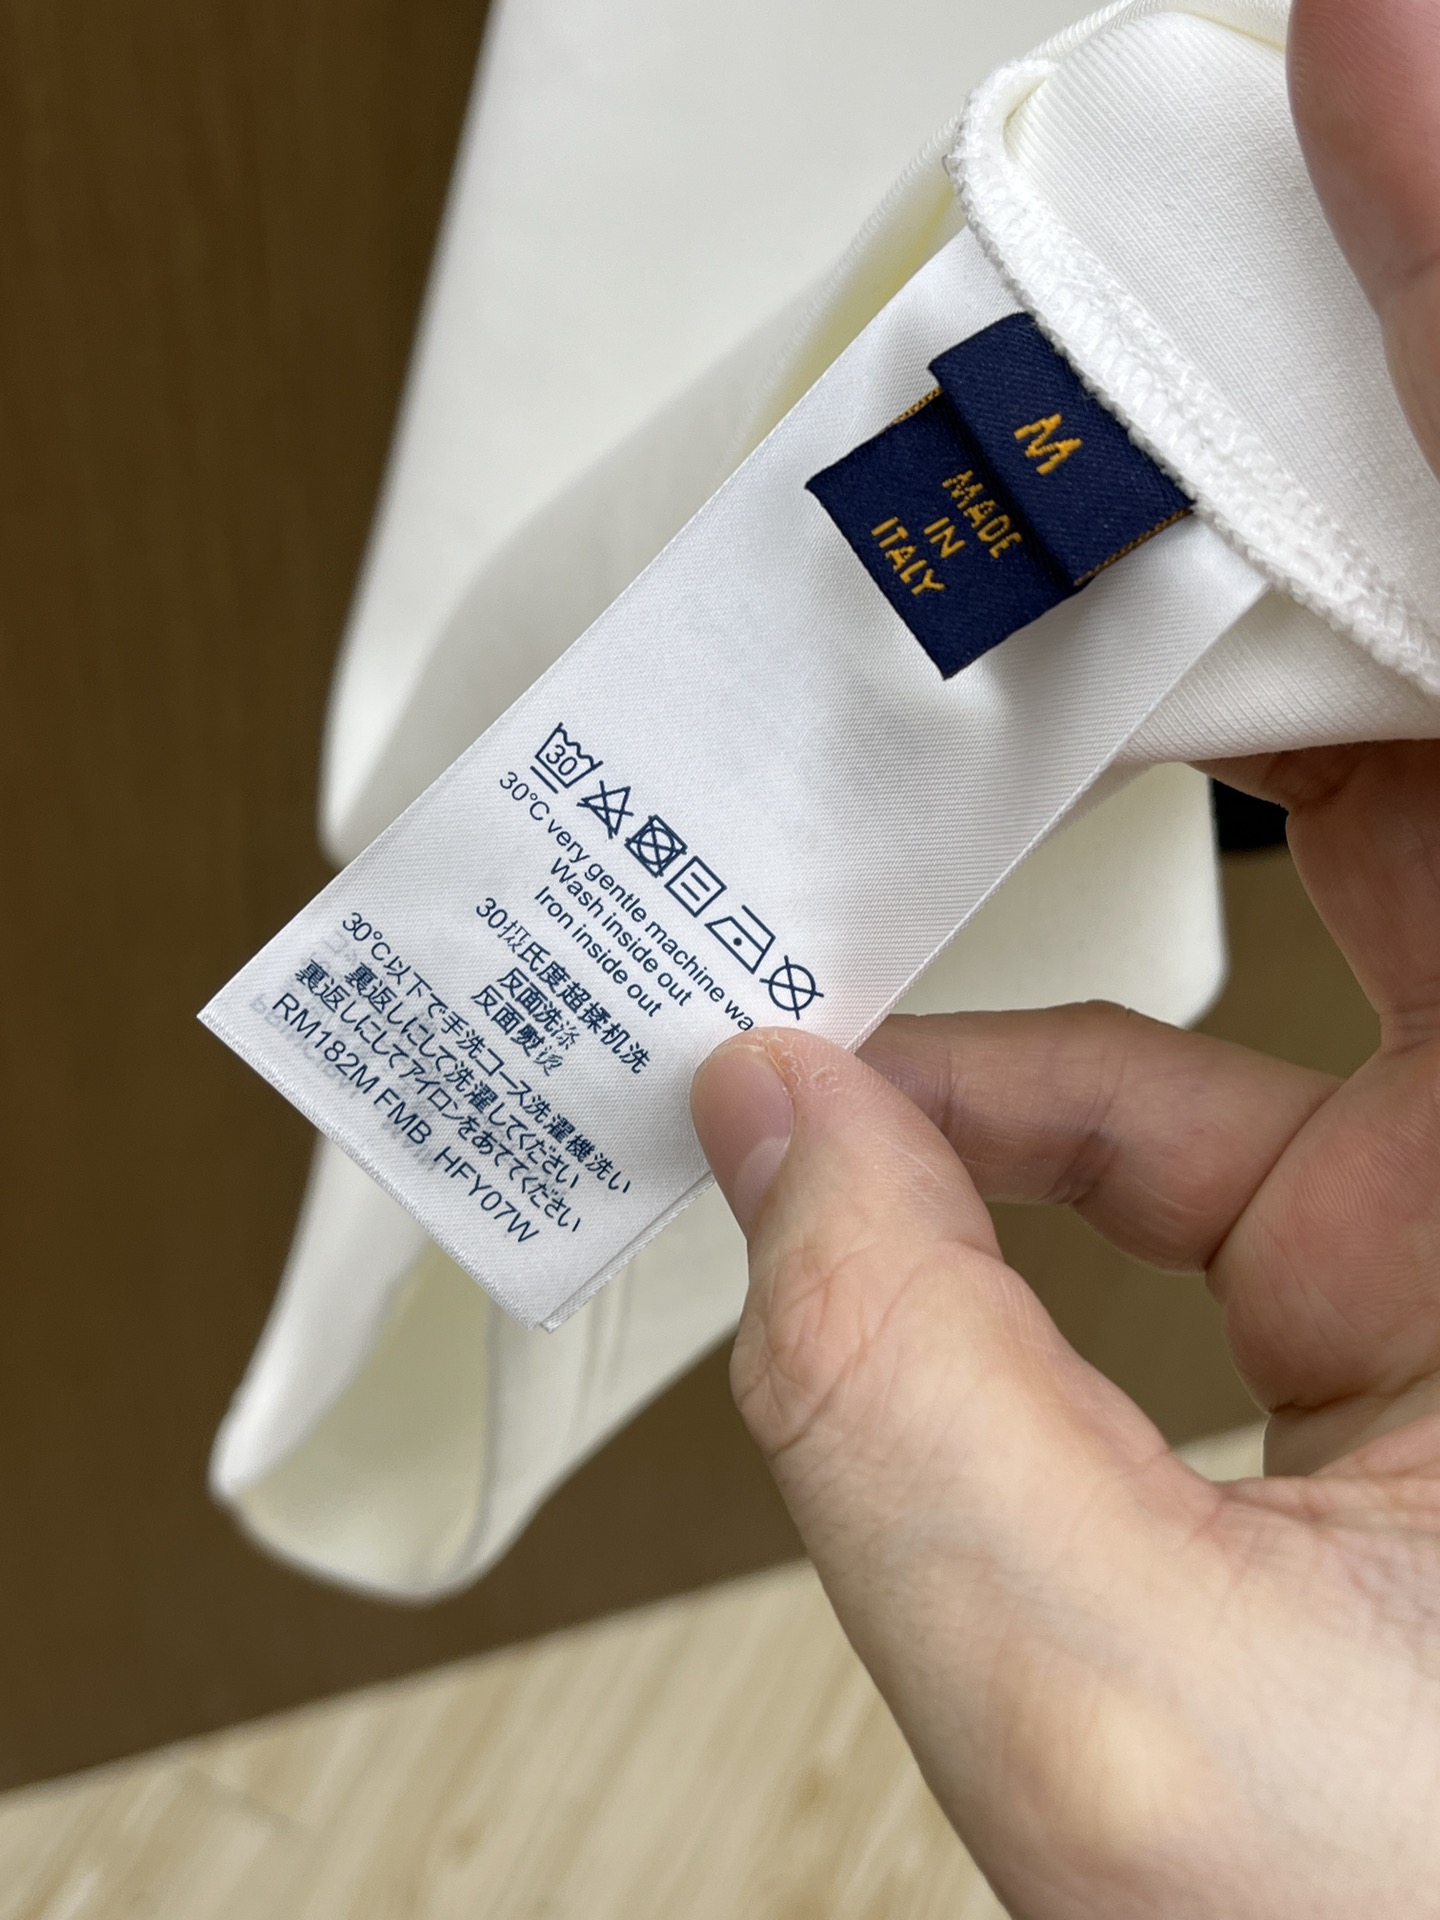 M
MADE
IN
ITALY
30
30°C very gentle machine wa
Wash inside out
Iron inside out
30摄氏度超揉机洗
反面洗涤
反面熨烫
30°C以下で手洗コース洗濯機洗い
裏返しにして洗濯してください
裏返しにしてアイロンをあててください
RM182M FMB HFY07W